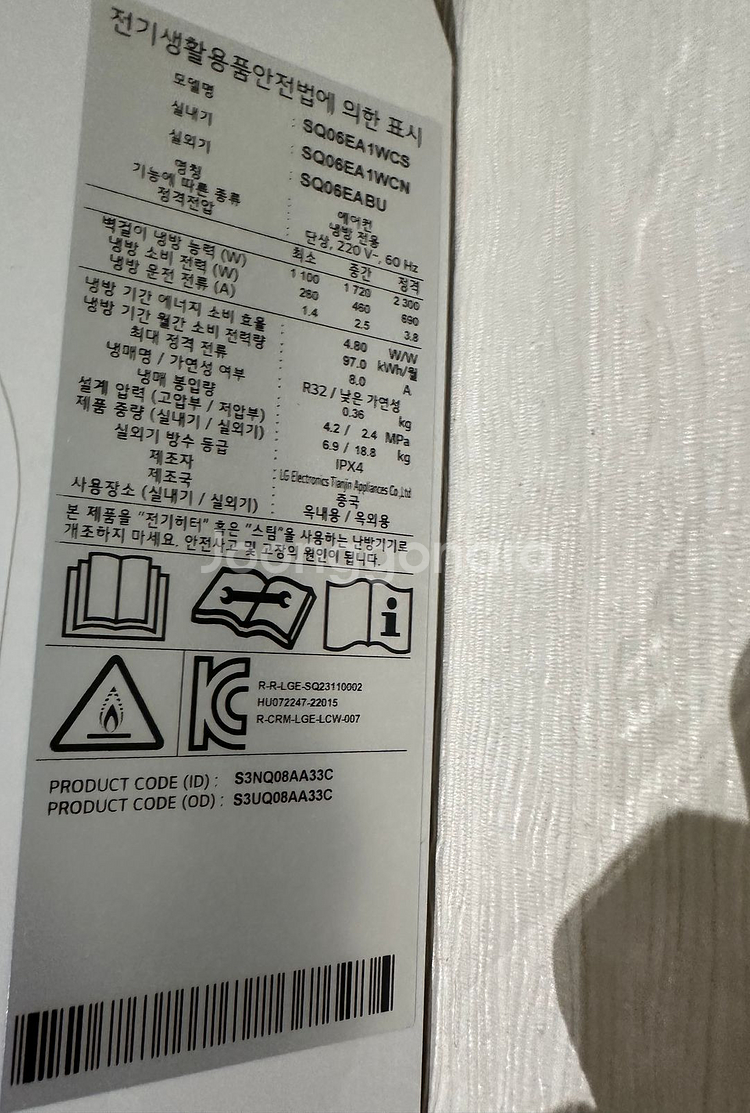 전기생활용품안전법에 의한 표시
모델명 : SQ06EA1WCS
실내기 : SQ06EA1WCN
실외기 : SQ06EABU
명칭 : 에어컨
기능에 따른 종류 : 냉방 전용
정격전압 : 단상, 220 V~, 60 Hz
최소 중간 정격
벽걸이 냉방 능력 (W) 1 100 1 720 2 300
냉방 소비 전력 (W) 260 460 690
냉방 운전 전류 (A) 1.4 2.5 3.8
냉방 기간 에너지 소비 효율 : 4.80 W/W
냉방 기간 월간 소비 전력량 : 97.0 kWh/월
최대 정격 전류 : 8.0 A
냉매명 / 가연성 여부 : R32 / 낮은 가연성
냉매 봉입량 : 0.36 kg
설계 압력 (고압부 / 저압부) : 4.2 / 2.4 MPa
제품 중량 (실내기 / 실외기) : 6.9 / 18.8 kg
실외기 방수 등급 : IPX4
제조자 : LG Electronics Tianjin Appliances Co.,Ltd
제조국 : 중국
사용장소 (실내기 / 실외기) : 옥내용 / 옥외용
본 제품을 "전기히터" 혹은 "스팀"을 사용하는 난방기기로
개조하지 마세요. 안전사고 및 고장의 원인이 됩니다.
Joonggonara
R-R-LGE-SQ23110002
HU072247-22015
R-CRM-LGE-LCW-007
PRODUCT CODE (ID) : S3NQ08AA33C
PRODUCT CODE (OD) : S3UQ08AA33C